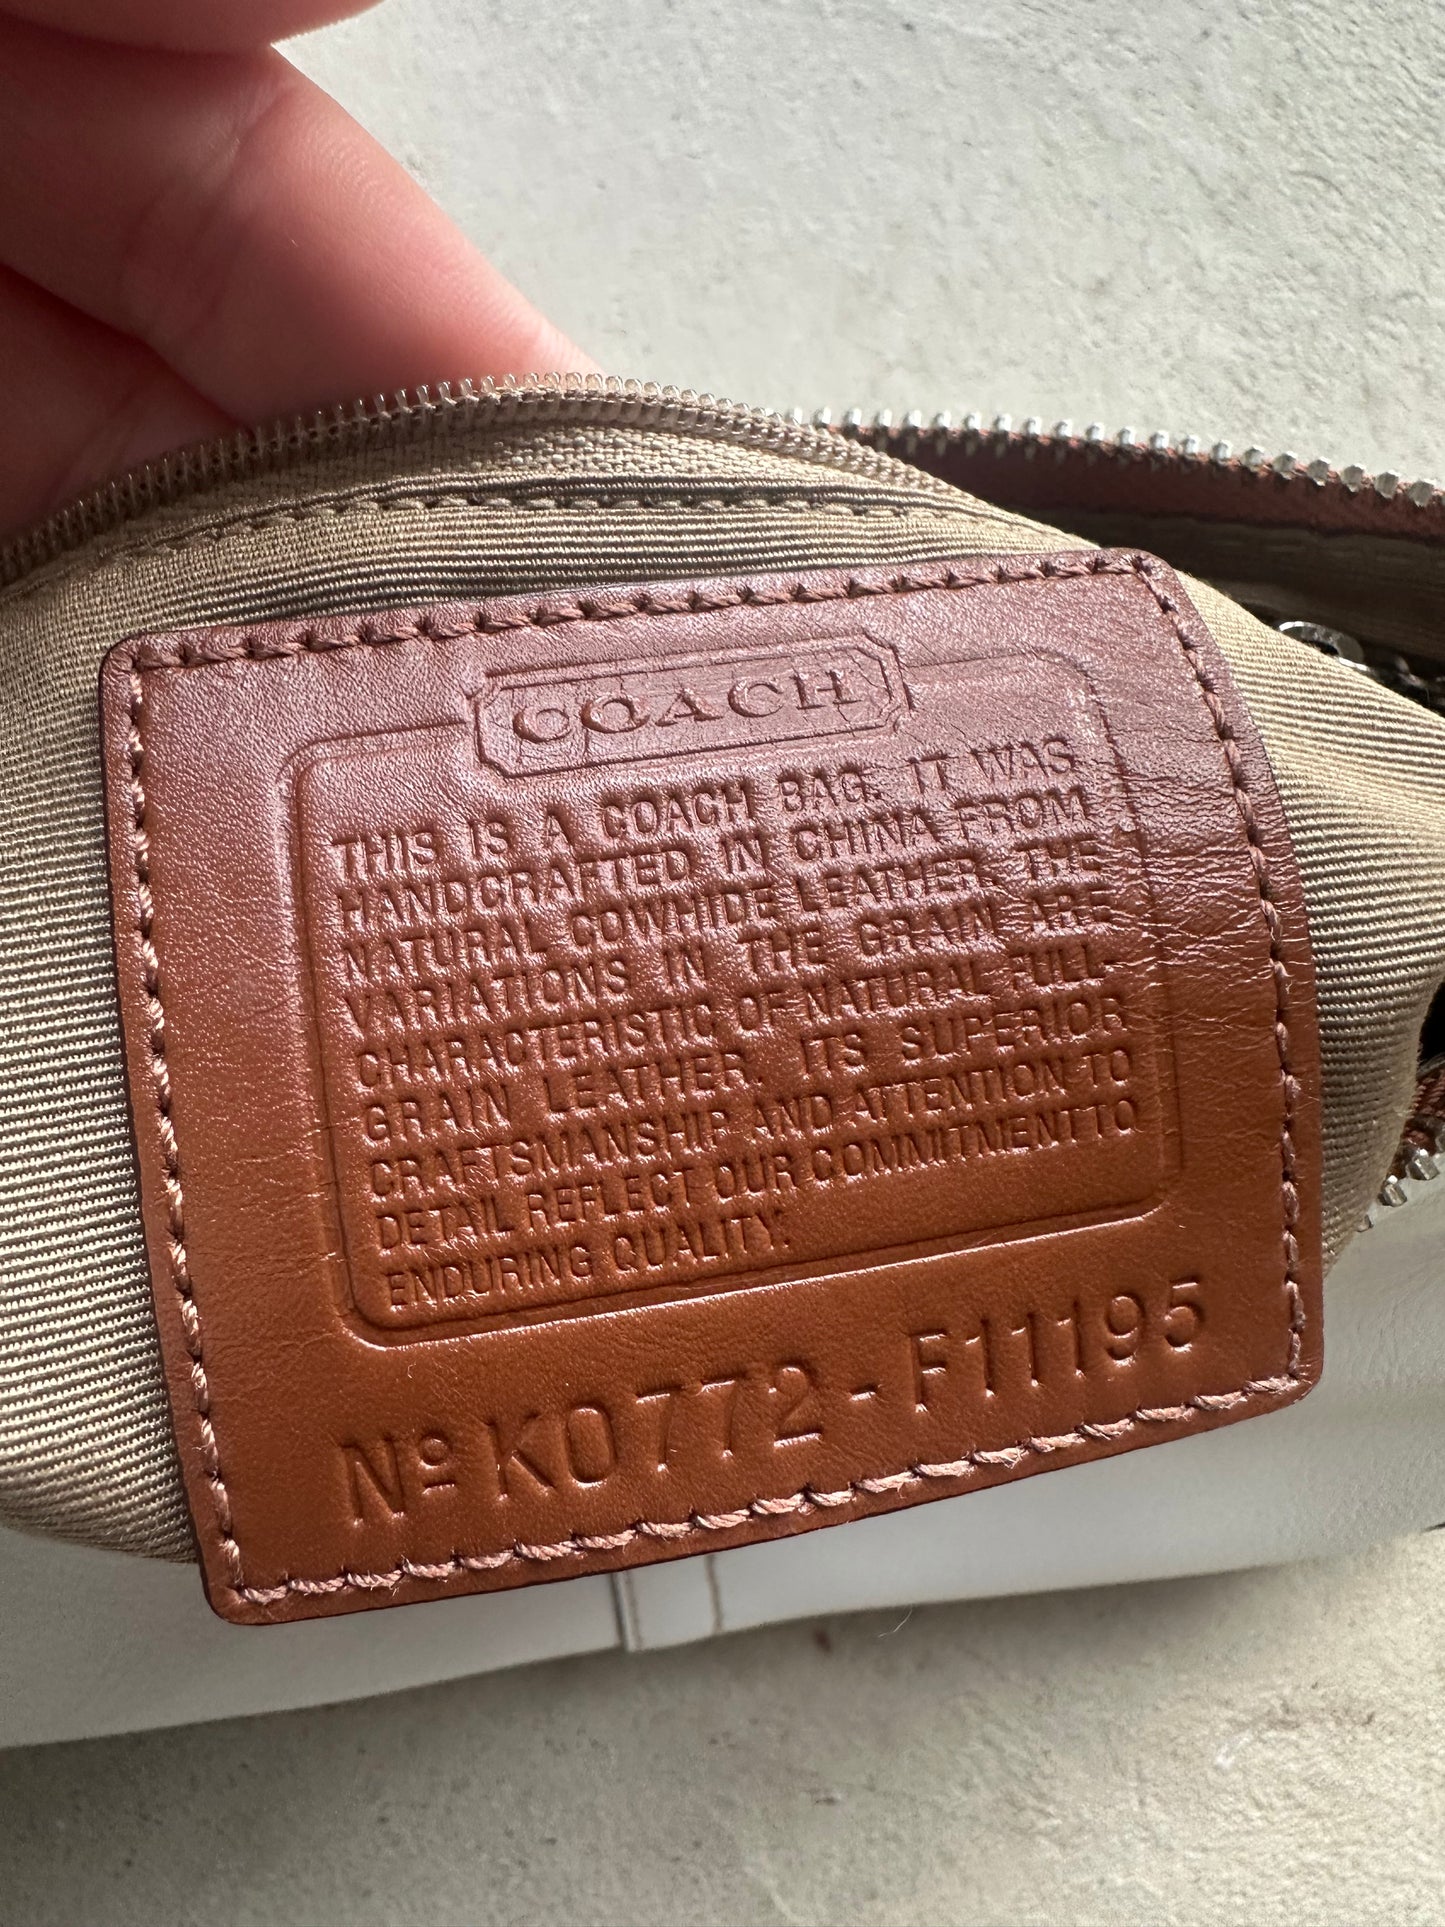 COACH
THIS IS A COACH BAG. IT WAS
HANDCRAFTED IN CHINA FROM
NATURAL COWHIDE LEATHER. THE
VARIATIONS IN THE GRAIN ARE
CHARACTERISTIC OF NATURAL FULL-
GRAIN LEATHER. ITS SUPERIOR
CRAFTSMANSHIP AND ATTENTION TO
DETAIL REFLECT OUR COMMITMENT TO
ENDURING QUALITY.
Nº K0772-F11195